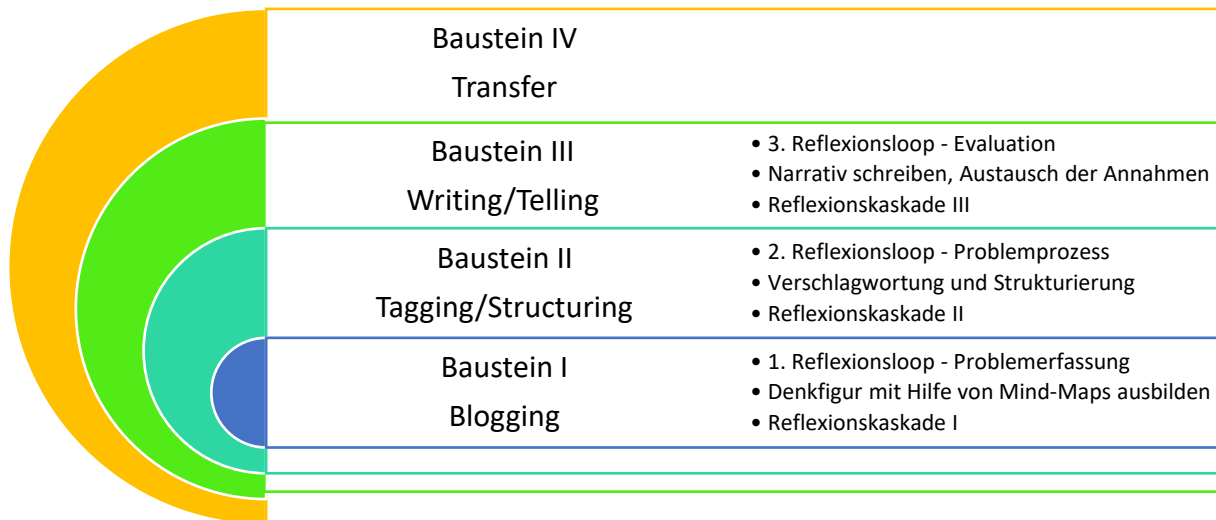 Baustein IV
Transfer
Baustein III
Writing/Telling
• 3. Reflexionsloop - Evaluation
• Narrativ schreiben, Austausch der Annahmen
• Reflexionskaskade III
Baustein II
Tagging/Structuring
• 2. Reflexionsloop - Problemprozess
• Verschlagwortung und Strukturierung
• Reflexionskaskade II
Baustein I
Blogging
• 1. Reflexionsloop - Problemerfassung
• Denkfigur mit Hilfe von Mind-Maps ausbilden
• Reflexionskaskade I